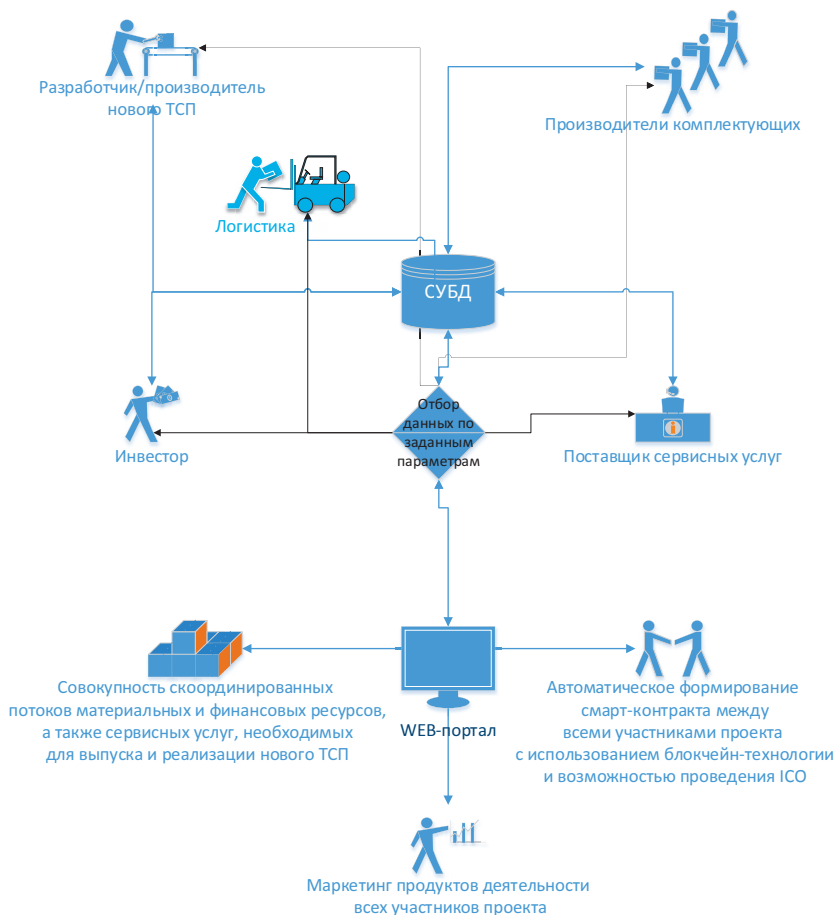 Разработчик/производитель
нового ТСП
Производители комплектующих
Логистика
СУБД
Отбор
данных по
заданным
параметрам
Инвестор
Поставщик сервисных услуг
Совокупность скоординированных
потоков материальных и финансовых ресурсов,
а также сервисных услуг, необходимых
для выпуска и реализации нового ТСП
WEB-портал
Автоматическое формирование
смарт-контракта между
всеми участниками проекта
с использованием блокчейн-технологии
и возможностью проведения ICO
Маркетинг продуктов деятельности
всех участников проекта